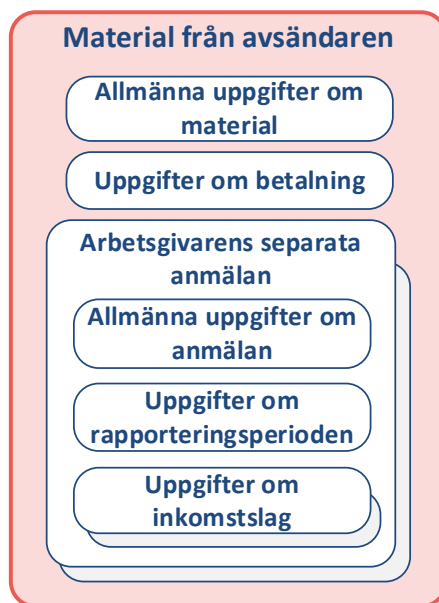 Material från avsändaren
Allmänna uppgifter om
material
Uppgifter om betalning
Arbetsgivarens separata
anmälan
Allmänna uppgifter om
anmälan
Uppgifter om
rapporteringsperioden
Uppgifter om
inkomstslag